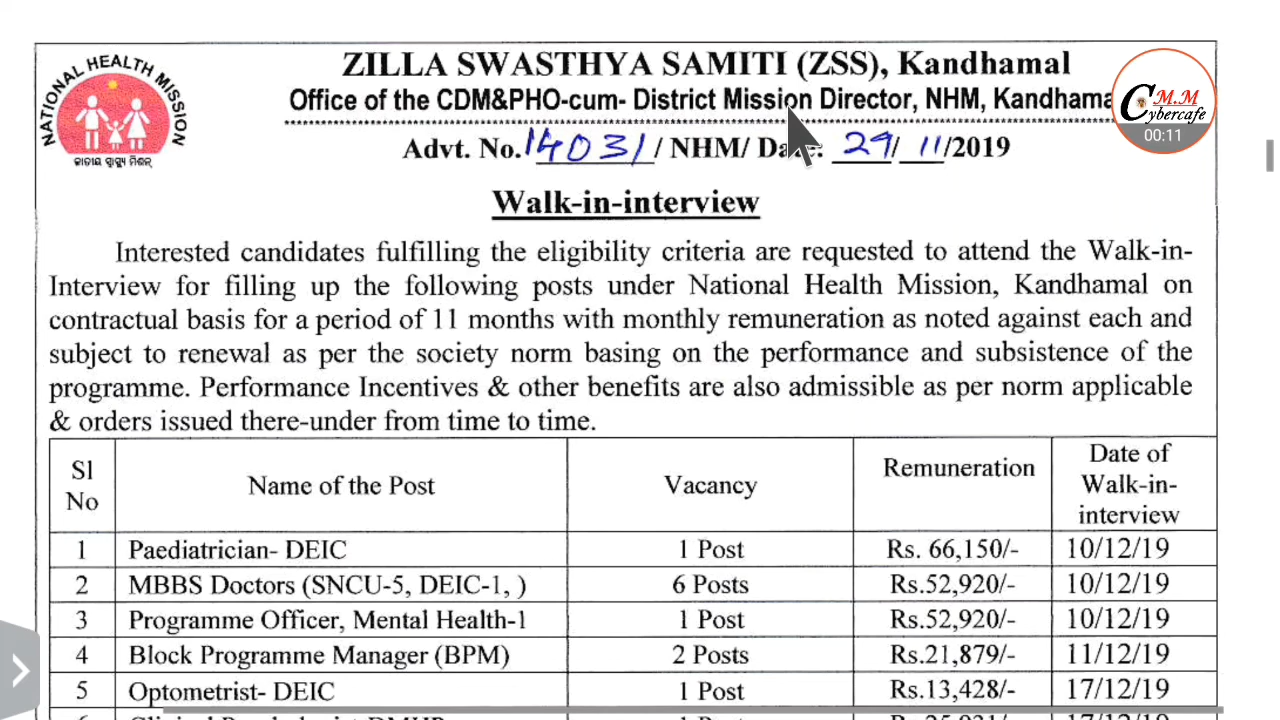 NATIONAL HEALTH MISSION
ଜାତୀୟ ସ୍ୱାସ୍ଥ୍ୟ ମିଶନ୍
ZILLA SWASTHYA SAMITI (ZSS), Kandhamal
Office of the CDM&PHO-cum- District Mission Director, NHM, Kandhama
M.M
Cybercafe
00:11
Advt. No. 14031/ NHM/ Date: 29/ 11/2019
Walk-in-interview
Interested candidates fulfilling the eligibility criteria are requested to attend the Walk-in-
Interview for filling up the following posts under National Health Mission, Kandhamal on
contractual basis for a period of 11 months with monthly remuneration as noted against each and
subject to renewal as per the society norm basing on the performance and subsistence of the
programme. Performance Incentives & other benefits are also admissible as per norm applicable
& orders issued there-under from time to time.
Sl No Name of the Post Vacancy Remuneration Date of Walk-in-interview
1 Paediatrician- DEIC 1 Post Rs. 66,150/- 10/12/19
2 MBBS Doctors (SNCU-5, DEIC-1, ) 6 Posts Rs.52,920/- 10/12/19
3 Programme Officer, Mental Health-1 1 Post Rs.52,920/- 10/12/19
4 Block Programme Manager (BPM) 2 Posts Rs.21,879/- 11/12/19
5 Optometrist- DEIC 1 Post Rs.13,428/- 17/12/19